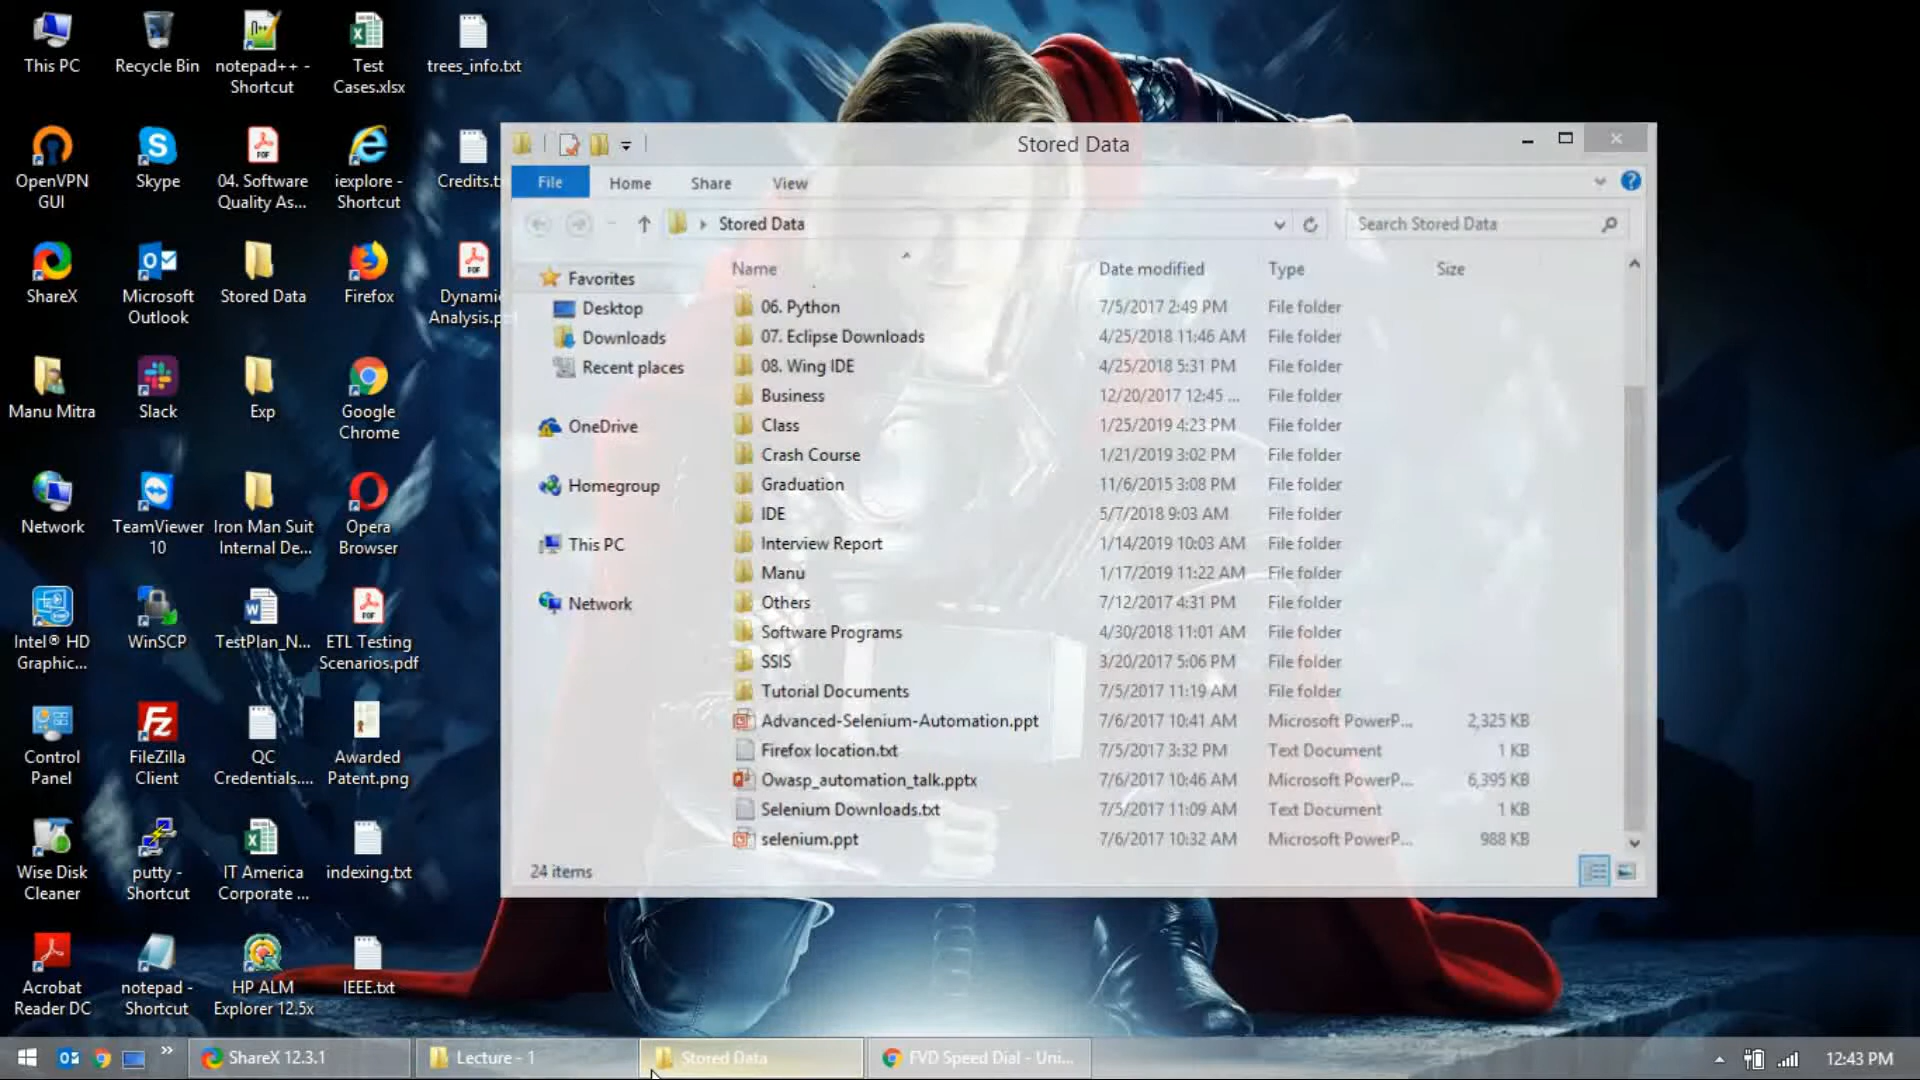 This PC
Recycle Bin
notepad++ -
Shortcut
Test
Cases.xlsx
trees_info.txt
OpenVPN
GUI
Skype
04. Software
Quality As...
iexplore -
Shortcut
Credits.t
ShareX
Microsoft
Outlook
Stored Data
Firefox
Dynamic
Analysis.p
Manu Mitra
Slack
Exp
Google
Chrome
Network
TeamViewer
10
Iron Man Suit
Internal De...
Opera
Browser
Intel® HD
Graphic...
WinSCP
TestPlan_N...
ETL Testing
Scenarios.pdf
Control
Panel
FileZilla
Client
QC
Credentials....
Awarded
Patent.png
Wise Disk
Cleaner
putty -
Shortcut
IT America
Corporate ...
indexing.txt
Acrobat
Reader DC
notepad -
Shortcut
HP ALM
Explorer 12.5x
IEEE.txt
Stored Data
File Home Share View
Stored Data
Search Stored Data
Favorites
Desktop
Downloads
Recent places
OneDrive
Homegroup
This PC
Network
Name Date modified Type Size
06. Python 7/5/2017 2:49 PM File folder
07. Eclipse Downloads 4/25/2018 11:46 AM File folder
08. Wing IDE 4/25/2018 5:31 PM File folder
Business 12/20/2017 12:45 ... File folder
Class 1/25/2019 4:23 PM File folder
Crash Course 1/21/2019 3:02 PM File folder
Graduation 11/6/2015 3:08 PM File folder
IDE 5/7/2018 9:03 AM File folder
Interview Report 1/14/2019 10:03 AM File folder
Manu 1/17/2019 11:22 AM File folder
Others 7/12/2017 4:31 PM File folder
Software Programs 4/30/2018 11:01 AM File folder
SSIS 3/20/2017 5:06 PM File folder
Tutorial Documents 7/5/2017 11:19 AM File folder
Advanced-Selenium-Automation.ppt 7/6/2017 10:41 AM Microsoft PowerP... 2,325 KB
Firefox location.txt 7/5/2017 3:32 PM Text Document 1 KB
Owasp_automation_talk.pptx 7/6/2017 10:46 AM Microsoft PowerP... 6,395 KB
Selenium Downloads.txt 7/5/2017 11:09 AM Text Document 1 KB
selenium.ppt 7/6/2017 10:32 AM Microsoft PowerP... 988 KB
24 items
ShareX 12.3.1
Lecture - 1
Stored Data
FVD Speed Dial - Uni...
12:43 PM